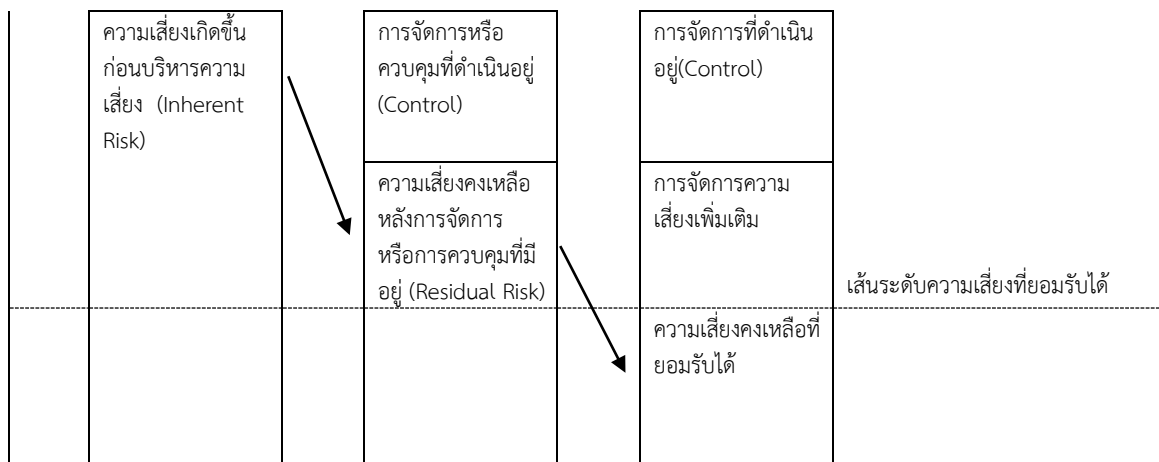 ความเสี่ยงเกิดขึ้น
ก่อนบริหารความ
เสี่ยง (Inherent
Risk)
การจัดการหรือ
ควบคุมที่ดำเนินอยู่
(Control)
ความเสี่ยงคงเหลือ
หลังการจัดการ
หรือการควบคุมที่มี
อยู่ (Residual Risk)
การจัดการที่ดำเนิน
อยู่(Control)
การจัดการความ
เสี่ยงเพิ่มเติม
ความเสี่ยงคงเหลือที่
ยอมรับได้
เส้นระดับความเสี่ยงที่ยอมรับได้